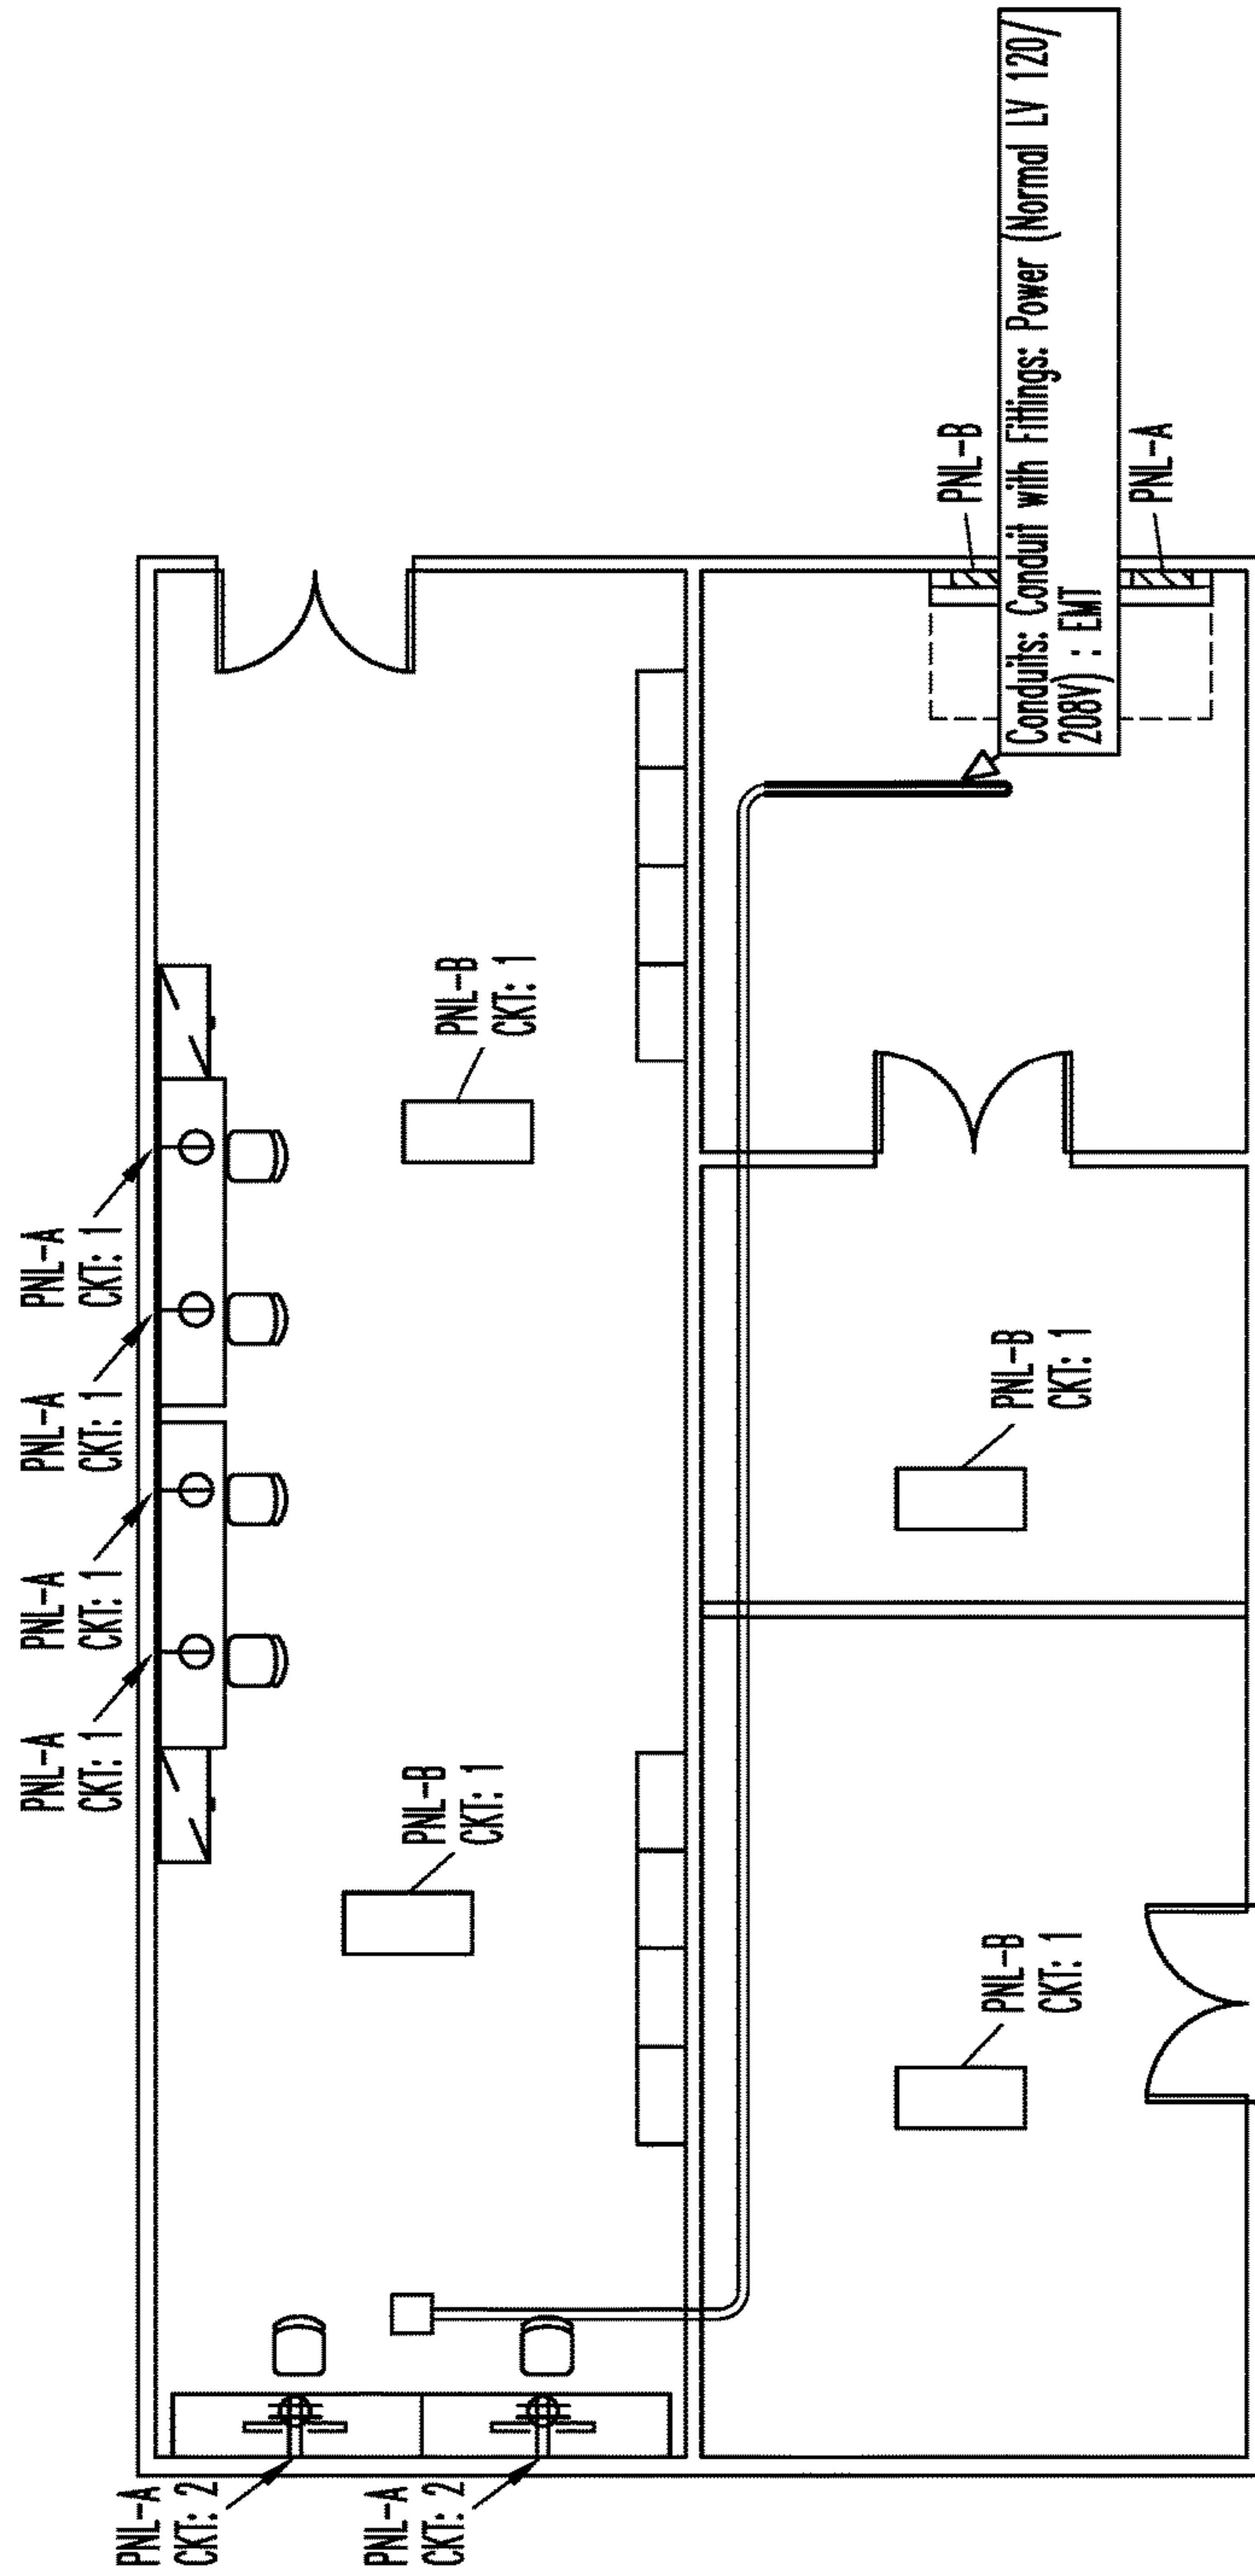 PNL-A
CKT: 2
PNL-A
CKT: 1
PNL-A
CKT: 1
PNL-A
CKT: 1
PNL-A
CKT: 1
PNL-A
CKT: 2
PNL-B
CKT: 1
PNL-B
CKT: 1
PNL-B
CKT: 1
PNL-B
CKT: 1
PNL-B
Conduits: Conduit with Fittings: Power (Normal LV 120/
208V) : EMT
PNL-A